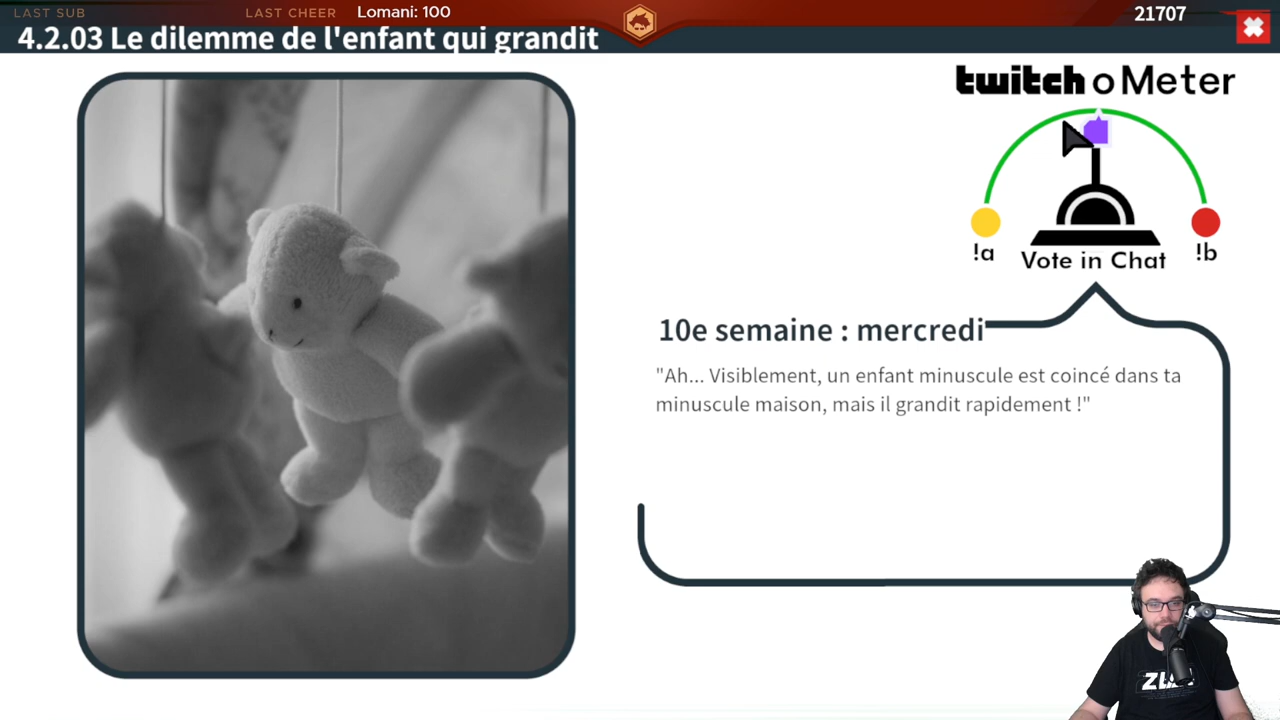 LAST SUB
LAST CHEER
Lomani: 100
21707
4.2.03 Le dilemme de l'enfant qui grandit
twitch o Meter
!a
Vote in Chat
!b
10e semaine : mercredi
"Ah... Visiblement, un enfant minuscule est coincé dans ta
minuscule maison, mais il grandit rapidement !"